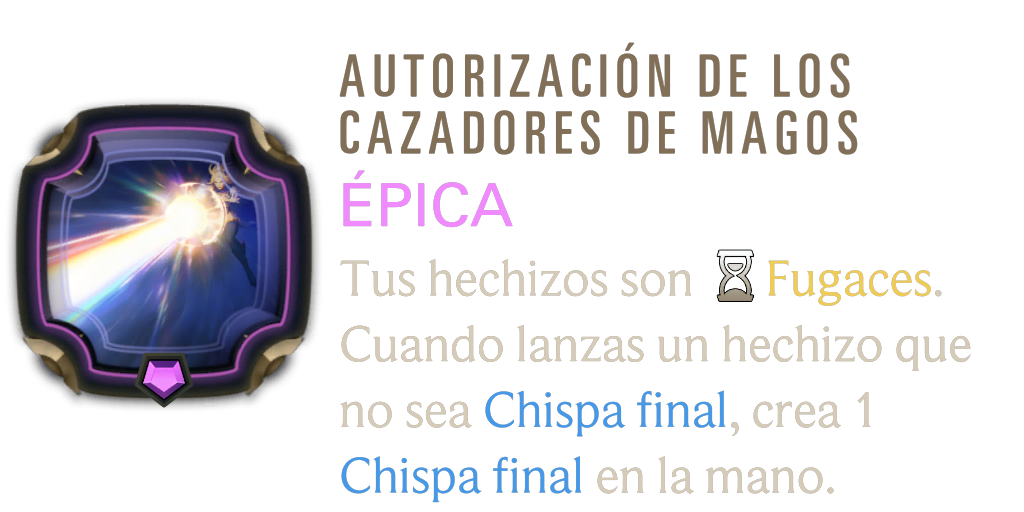 AUTORIZACIÓN DE LOS
CAZADORES DE MAGOS
ÉPICA
Tus hechizos son Fugaces.
Cuando lanzas un hechizo que
no sea Chispa final, crea 1
Chispa final en la mano.